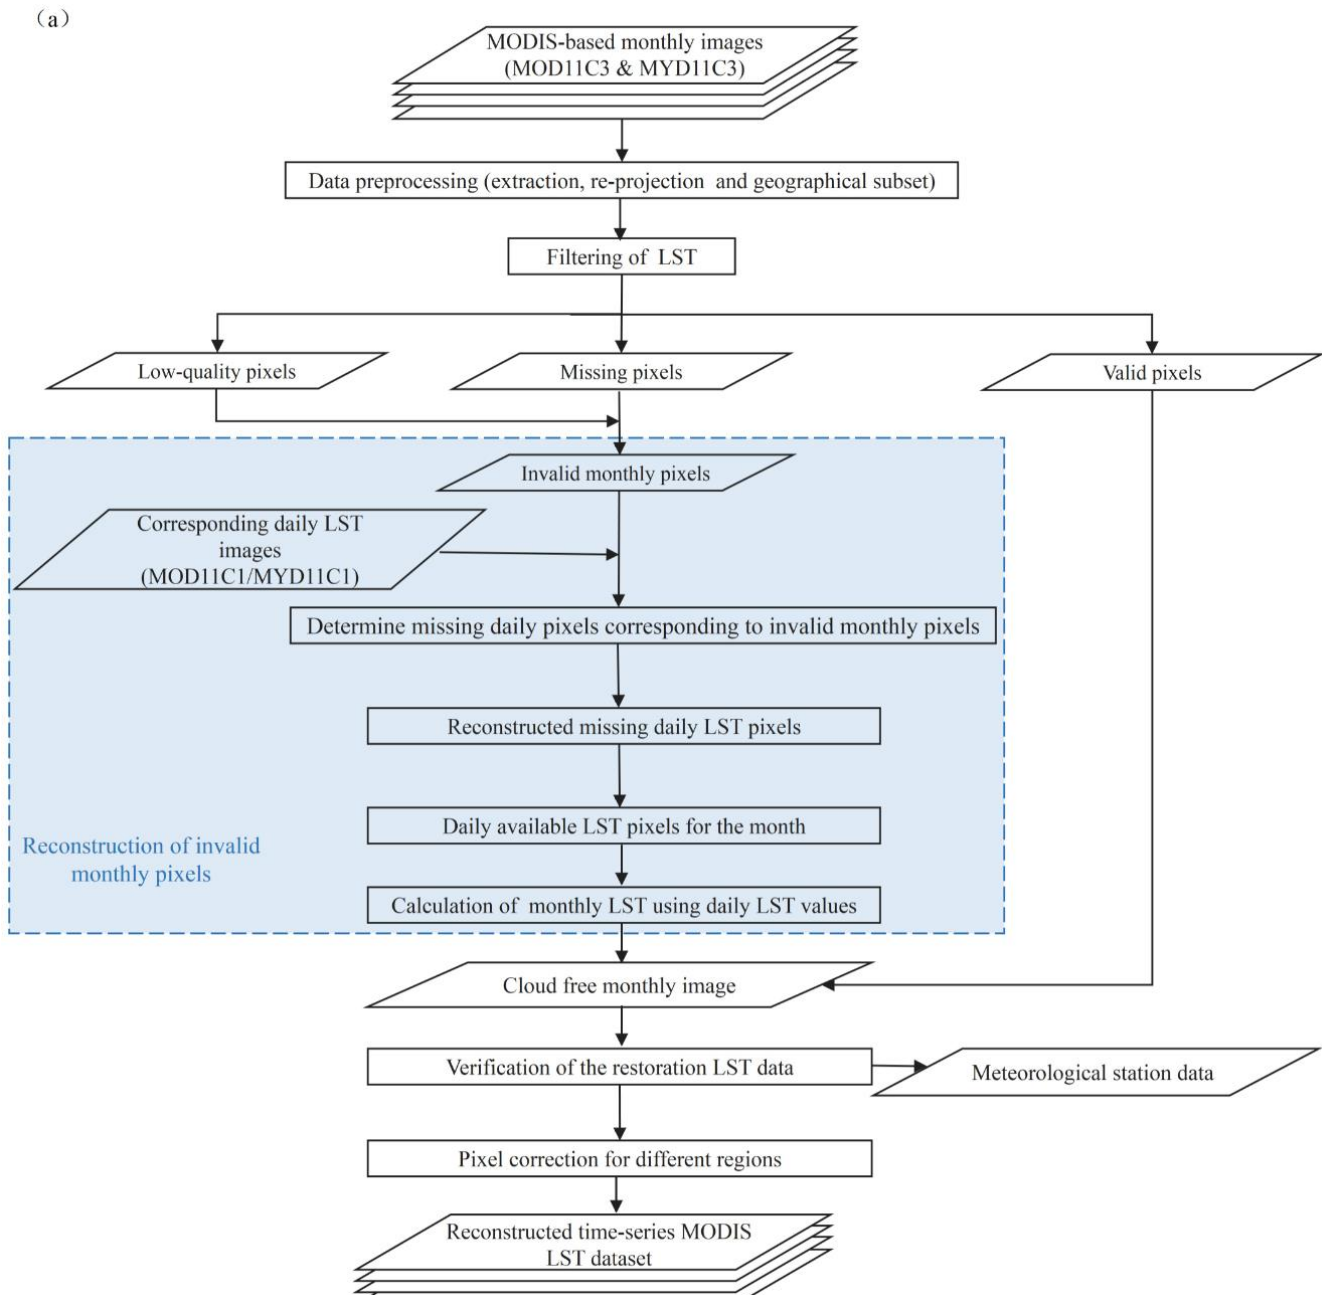 (a)
MODIS-based monthly images
(MOD11C3 & MYD11C3)
Data preprocessing (extraction, re-projection and geographical subset)
Filtering of LST
Low-quality pixels
Missing pixels
Valid pixels
Invalid monthly pixels
Corresponding daily LST
images
(MOD11C1/MYD11C1)
Determine missing daily pixels corresponding to invalid monthly pixels
Reconstructed missing daily LST pixels
Daily available LST pixels for the month
Reconstruction of invalid
monthly pixels
Calculation of monthly LST using daily LST values
Cloud free monthly image
Verification of the restoration LST data
Meteorological station data
Pixel correction for different regions
Reconstructed time-series MODIS
LST dataset